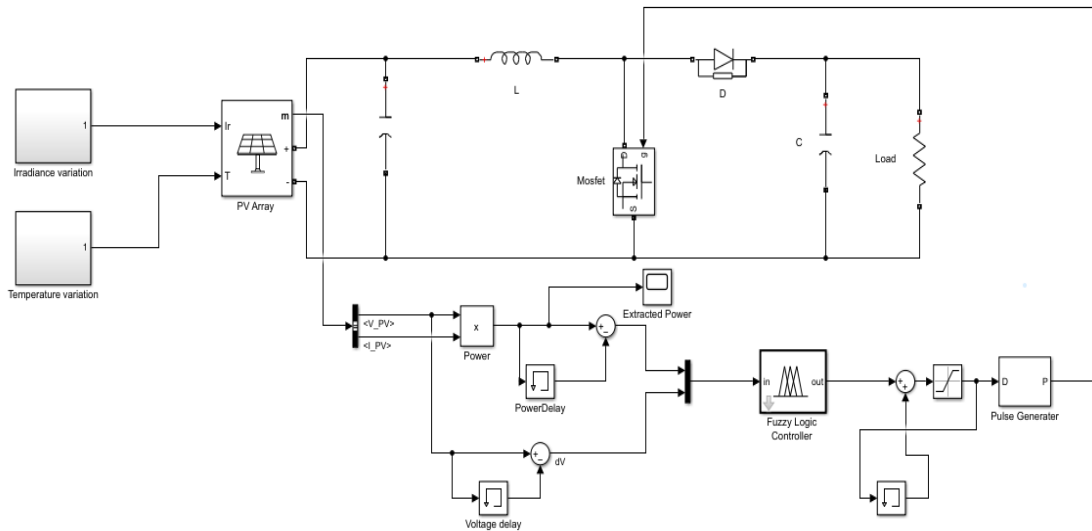 1
Irradiance variation
1
Temperature variation
Ir
T
m
+
-
PV Array
+
L
+
Mosfet
g
S
D
+
C
+
Load
<V_PV>
<I_PV>
x
Power
Extracted Power
+
−
PowerDelay
+
−
dV
Voltage delay
in
out
Fuzzy Logic
Controller
+
+
D
P
Pulse Generater